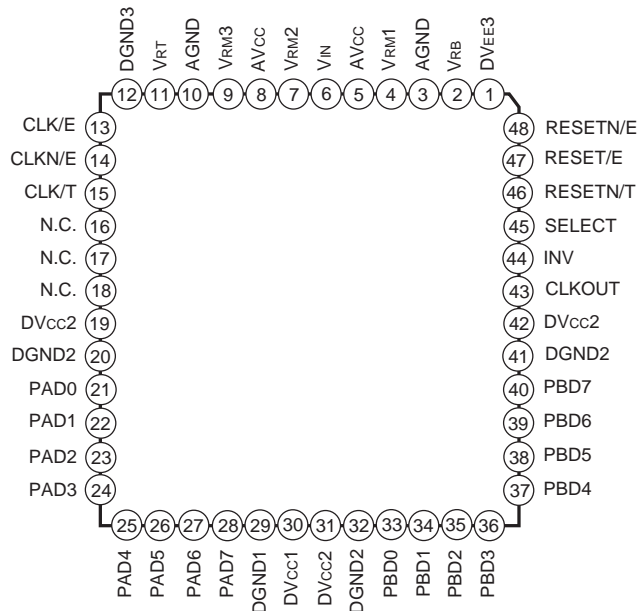 DGND3
VRT
AGND
VRM3
AVCC
VRM2
VIN
AVCC
VRM1
AGND
VRB
DVEE3
12 11 10 9 8 7 6 5 4 3 2 1
CLK/E 13
CLKN/E 14
CLK/T 15
N.C. 16
N.C. 17
N.C. 18
DVCC2 19
DGND2 20
PAD0 21
PAD1 22
PAD2 23
PAD3 24
48 RESETN/E
47 RESET/E
46 RESETN/T
45 SELECT
44 INV
43 CLKOUT
42 DVCC2
41 DGND2
40 PBD7
39 PBD6
38 PBD5
37 PBD4
25 26 27 28 29 30 31 32 33 34 35 36
PAD4
PAD5
PAD6
PAD7
DGND1
DVCC1
DVCC2
DGND2
PBD0
PBD1
PBD2
PBD3